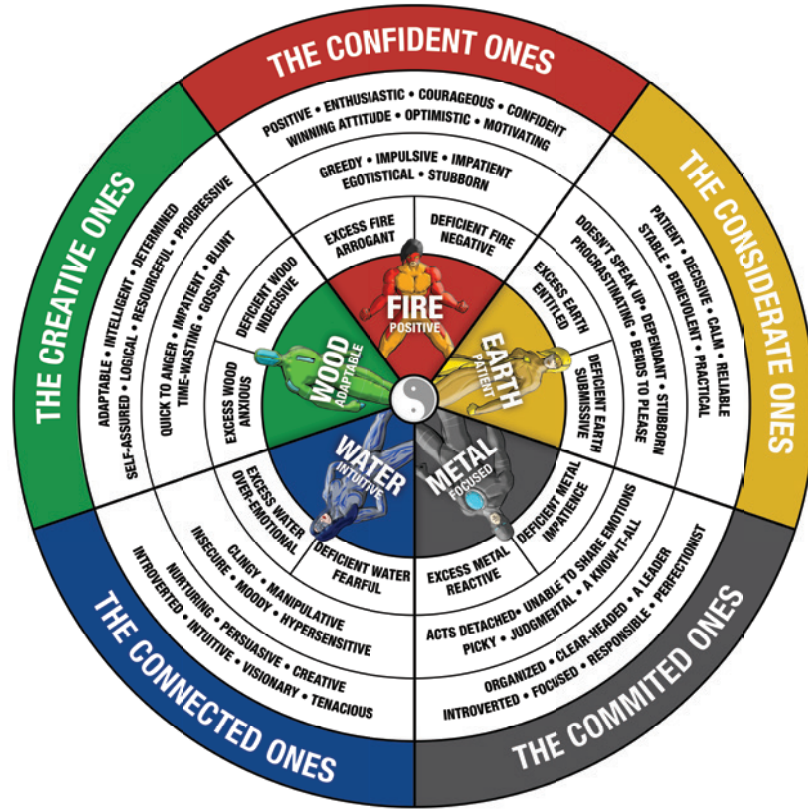 THE CONFIDENT ONES
POSITIVE • ENTHUSIASTIC • COURAGEOUS • CONFIDENT
WINNING ATTITUDE • OPTIMISTIC • MOTIVATING
GREEDY • IMPULSIVE • IMPATIENT
EGOTISTICAL • STUBBORN
EXCESS FIRE
ARROGANT
DEFICIENT FIRE
NEGATIVE
FIRE
POSITIVE
THE CONSIDERATE ONES
PATIENT • DECISIVE • CALM • RELIABLE
STABLE • BENEVOLENT • PRACTICAL
DOESN'T SPEAK UP• DEPENDANT • STUBBORN
PROCRASTINATING • BENDS TO PLEASE
EXCESS EARTH
ENTITLED
DEFICIENT EARTH
SUBMISSIVE
EARTH
PATIENT
THE COMMITED ONES
DEFICIENT METAL
IMPATIENCE
EXCESS METAL
REACTIVE
ACTS DETACHED• UNABLE TO SHARE EMOTIONS
PICKY • JUDGMENTAL • A KNOW-IT-ALL
ORGANIZED • CLEAR-HEADED • A LEADER
INTROVERTED • FOCUSED • RESPONSIBLE • PERFECTIONIST
METAL
FOCUSED
THE CONNECTED ONES
EXCESS WATER
OVER-EMOTIONAL
DEFICIENT WATER
FEARFUL
CLINGY • MANIPULATIVE
INSECURE • MOODY • HYPERSENSITIVE
NURTURING • PERSUASIVE • CREATIVE
INTROVERTED • INTUITIVE • VISIONARY • TENACIOUS
WATER
INTUITIVE
THE CREATIVE ONES
ADAPTABLE • INTELLIGENT • DETERMINED
SELF-ASSURED • LOGICAL • RESOURCEFUL • PROGRESSIVE
QUICK TO ANGER • IMPATIENT • BLUNT
TIME-WASTING • GOSSIPY
DEFICIENT WOOD
INDECISIVE
EXCESS WOOD
ANXIOUS
WOOD
ADAPTABLE